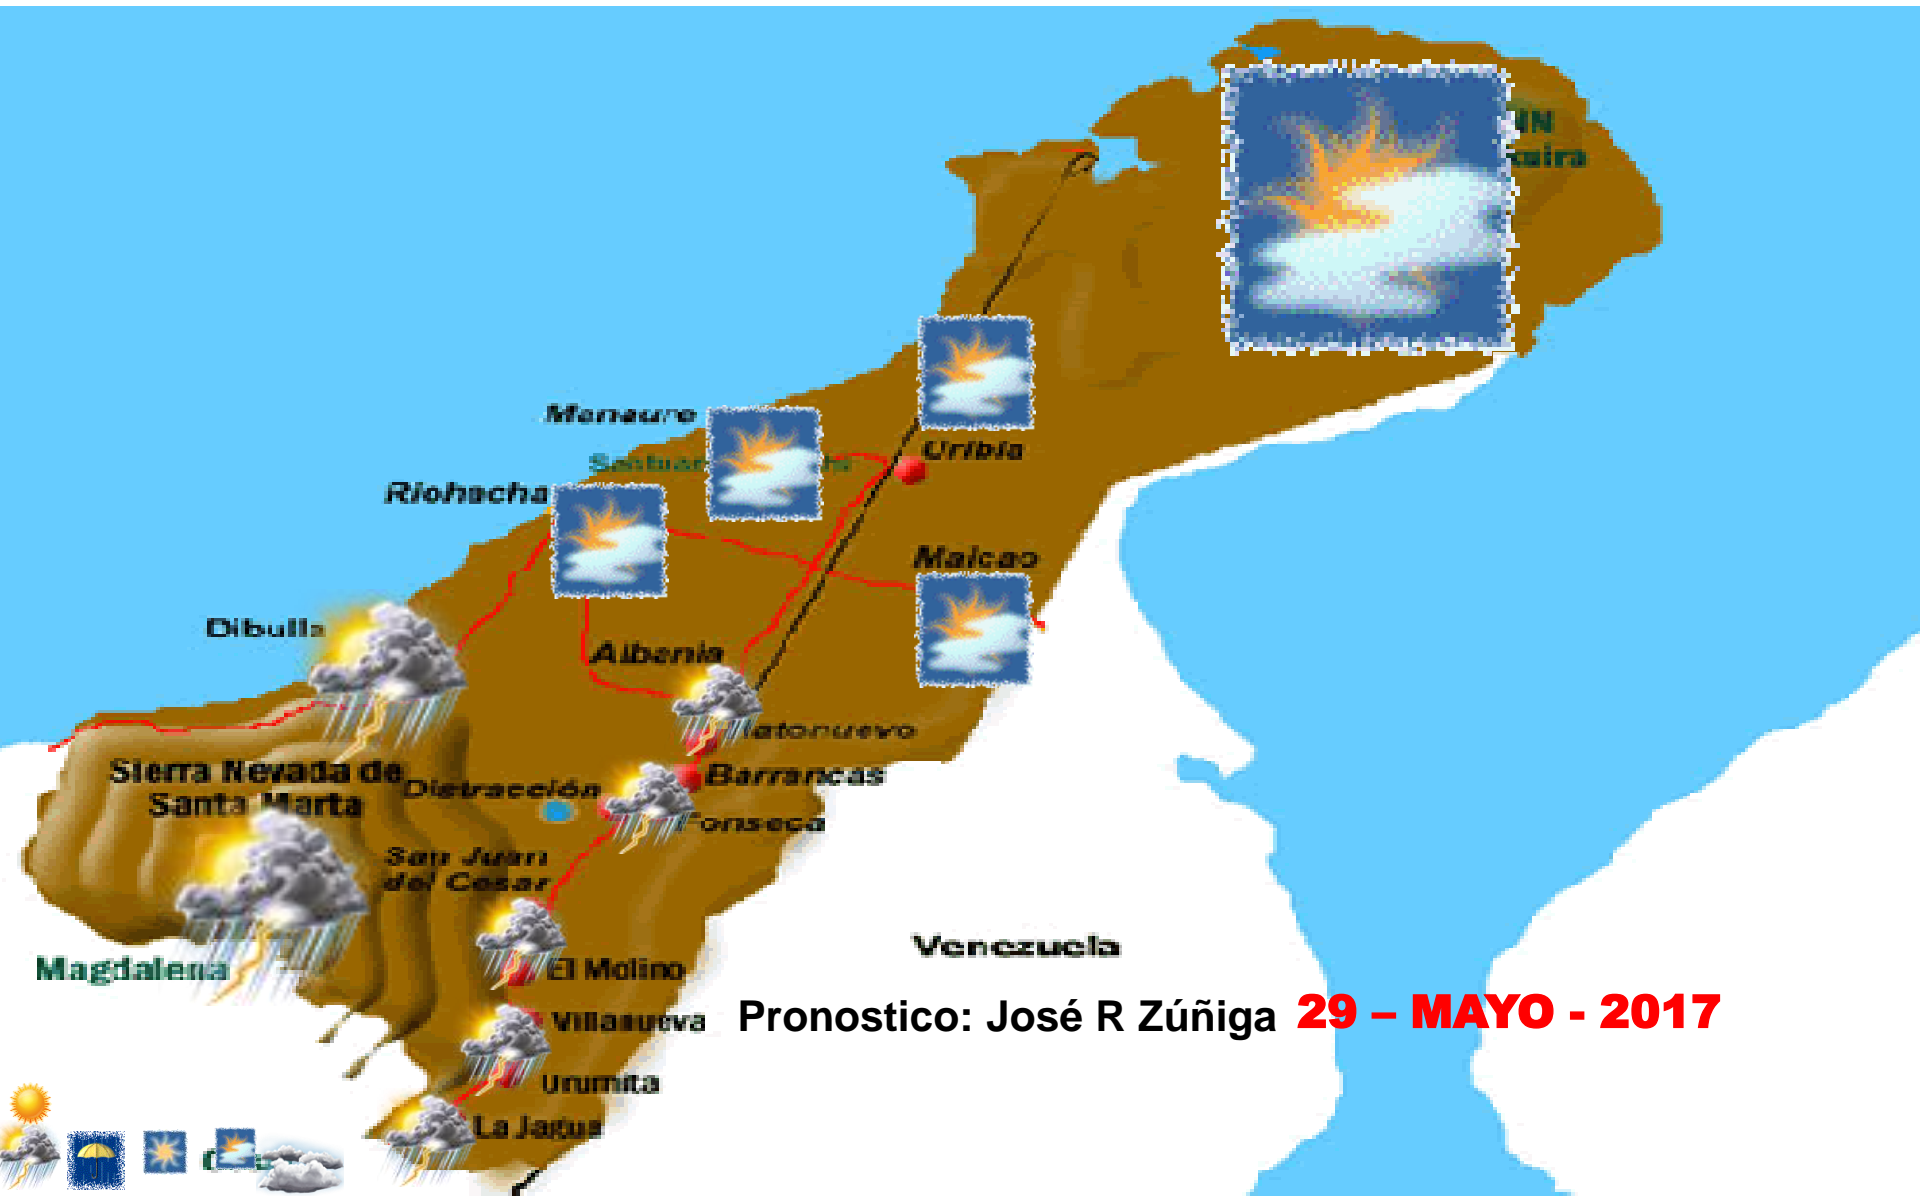 Manaure
Uribia
Riohacha
Maicao
Dibulla
Albania
Barrancas
Sierra Nevada de
Santa Marta
Distracción
Fonseca
San Juan
del Cesar
Venezuela
Magdalena
El Molino
Pronostico: José R Zúñiga 29 – MAYO - 2017
Villanueva
Urumita
La Jagua